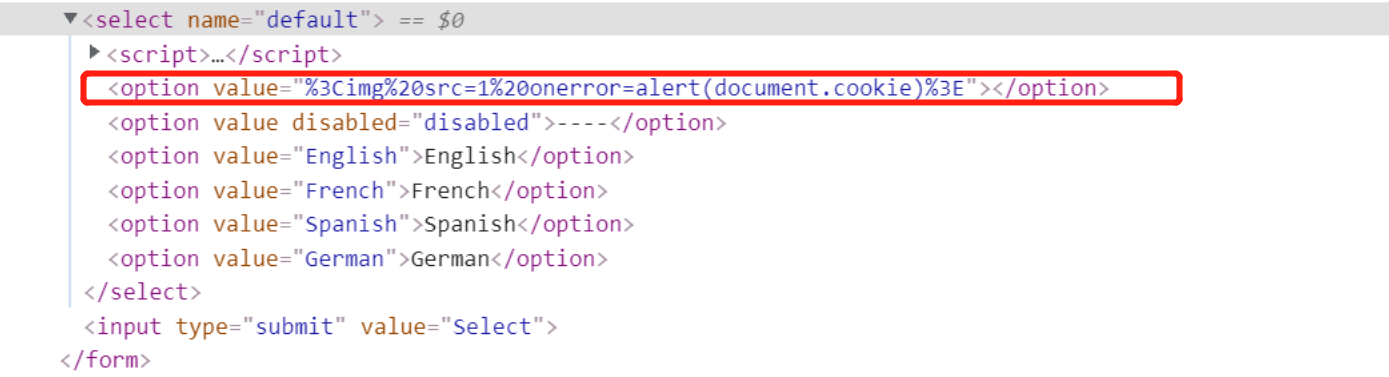 ▼<select name="default"> == $0
▶<script>…</script>
<option value="%3Cimg%20src=1%20onerror=alert(document.cookie)%3E"></option>
<option value disabled="disabled">----</option>
<option value="English">English</option>
<option value="French">French</option>
<option value="Spanish">Spanish</option>
<option value="German">German</option>
</select>
<input type="submit" value="Select">
</form>